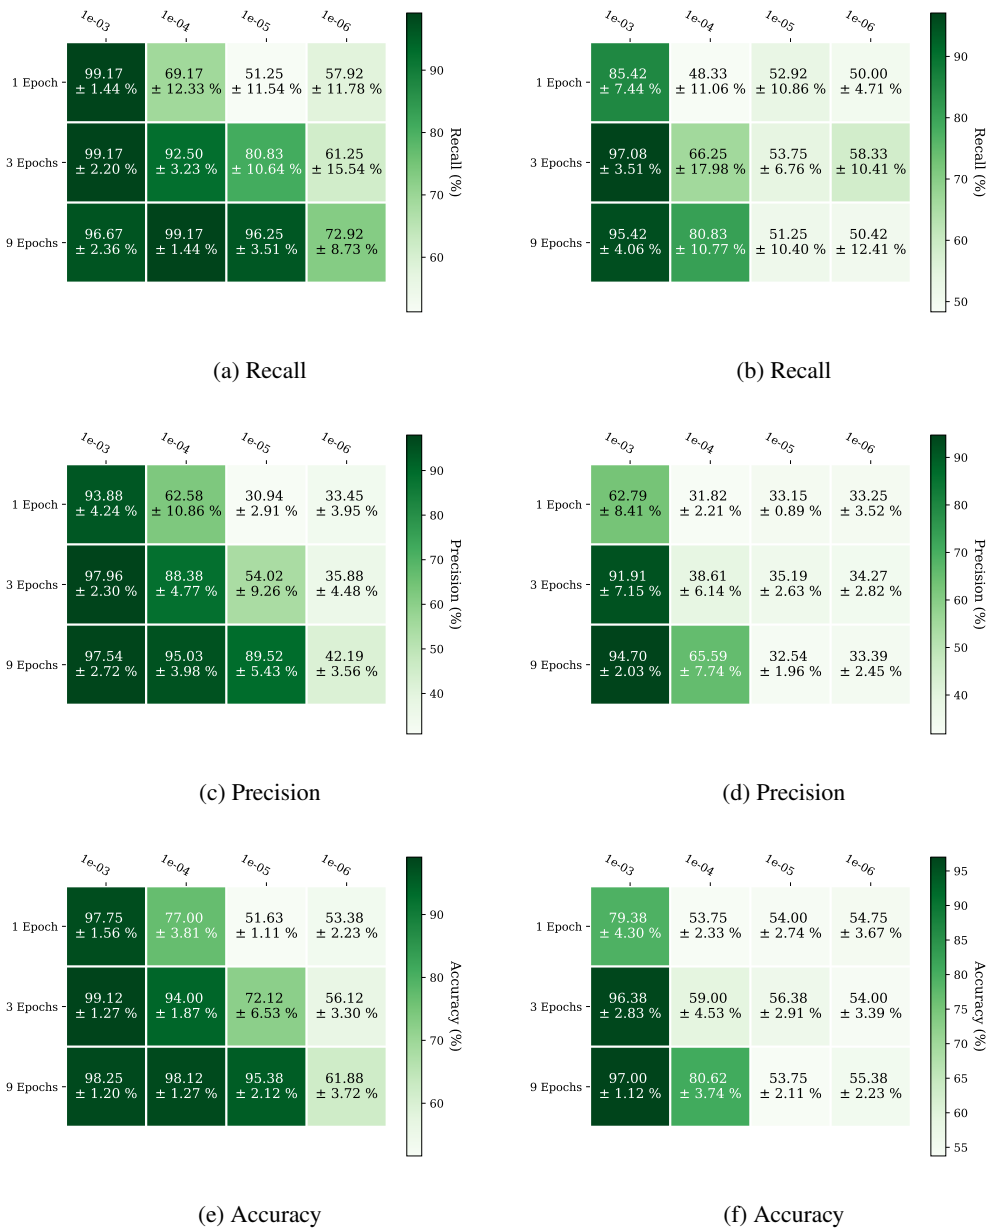 1e-03 1e-04 1e-05 1e-06
1 Epoch 99.17 ± 1.44 % 69.17 ± 12.33 % 51.25 ± 11.54 % 57.92 ± 11.78 %
3 Epochs 99.17 ± 2.20 % 92.50 ± 3.23 % 80.83 ± 10.64 % 61.25 ± 15.54 %
9 Epochs 96.67 ± 2.36 % 99.17 ± 1.44 % 96.25 ± 3.51 % 72.92 ± 8.73 %
90
80
70
60
Recall (%)
(a) Recall
1e-03 1e-04 1e-05 1e-06
1 Epoch 85.42 ± 7.44 % 48.33 ± 11.06 % 52.92 ± 10.86 % 50.00 ± 4.71 %
3 Epochs 97.08 ± 3.51 % 66.25 ± 17.98 % 53.75 ± 6.76 % 58.33 ± 10.41 %
9 Epochs 95.42 ± 4.06 % 80.83 ± 10.77 % 51.25 ± 10.40 % 50.42 ± 12.41 %
90
80
70
60
50
Recall (%)
(b) Recall
1e-03 1e-04 1e-05 1e-06
1 Epoch 93.88 ± 4.24 % 62.58 ± 10.86 % 30.94 ± 2.91 % 33.45 ± 3.95 %
3 Epochs 97.96 ± 2.30 % 88.38 ± 4.77 % 54.02 ± 9.26 % 35.88 ± 4.48 %
9 Epochs 97.54 ± 2.72 % 95.03 ± 3.98 % 89.52 ± 5.43 % 42.19 ± 3.56 %
90
80
70
60
50
40
Precision (%)
(c) Precision
1e-03 1e-04 1e-05 1e-06
1 Epoch 62.79 ± 8.41 % 31.82 ± 2.21 % 33.15 ± 0.89 % 33.25 ± 3.52 %
3 Epochs 91.91 ± 7.15 % 38.61 ± 6.14 % 35.19 ± 2.63 % 34.27 ± 2.82 %
9 Epochs 94.70 ± 2.03 % 65.59 ± 7.74 % 32.54 ± 1.96 % 33.39 ± 2.45 %
90
80
70
60
50
40
Precision (%)
(d) Precision
1e-03 1e-04 1e-05 1e-06
1 Epoch 97.75 ± 1.56 % 77.00 ± 3.81 % 51.63 ± 1.11 % 53.38 ± 2.23 %
3 Epochs 99.12 ± 1.27 % 94.00 ± 1.87 % 72.12 ± 6.53 % 56.12 ± 3.30 %
9 Epochs 98.25 ± 1.20 % 98.12 ± 1.27 % 95.38 ± 2.12 % 61.88 ± 3.72 %
90
80
70
60
Accuracy (%)
(e) Accuracy
1e-03 1e-04 1e-05 1e-06
1 Epoch 79.38 ± 4.30 % 53.75 ± 2.33 % 54.00 ± 2.74 % 54.75 ± 3.67 %
3 Epochs 96.38 ± 2.83 % 59.00 ± 4.53 % 56.38 ± 2.91 % 54.00 ± 3.39 %
9 Epochs 97.00 ± 1.12 % 80.62 ± 3.74 % 53.75 ± 2.11 % 55.38 ± 2.23 %
95
90
85
80
75
70
65
60
55
Accuracy (%)
(f) Accuracy